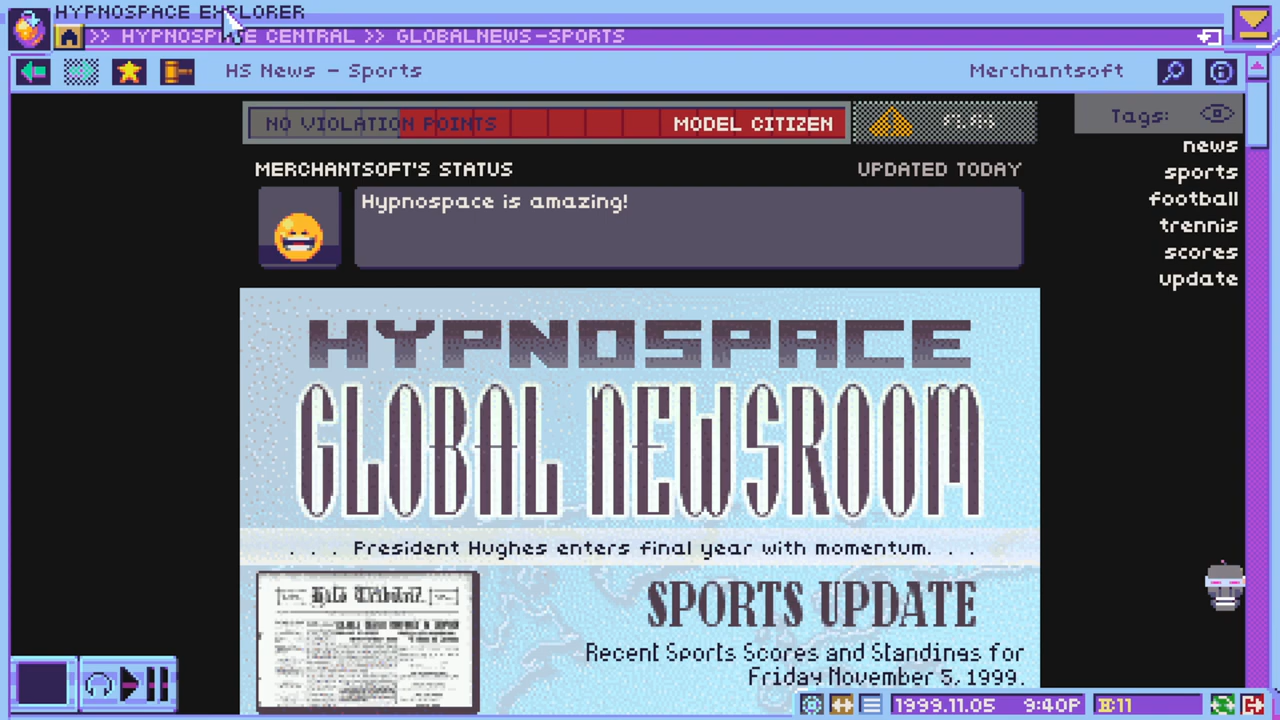 HYPNOSPACE EXPLORER
>> HYPNOSPACE CENTRAL >> GLOBALNEWS-SPORTS
HS News - Sports
Merchantsoft
NO VIOLATION POINTS
MODEL CITIZEN
Tags:
news
sports
football
trennis
scores
update
MERCHANTSOFT'S STATUS
UPDATED TODAY
Hypnospace is amazing!
HYPNOSPACE
GLOBAL NEWSROOM
. . . President Hughes enters final year with momentum. . .
SPORTS UPDATE
Recent Sports Scores and Standings for
Friday November 5, 1999.
1999.11.05 9:40P
:11